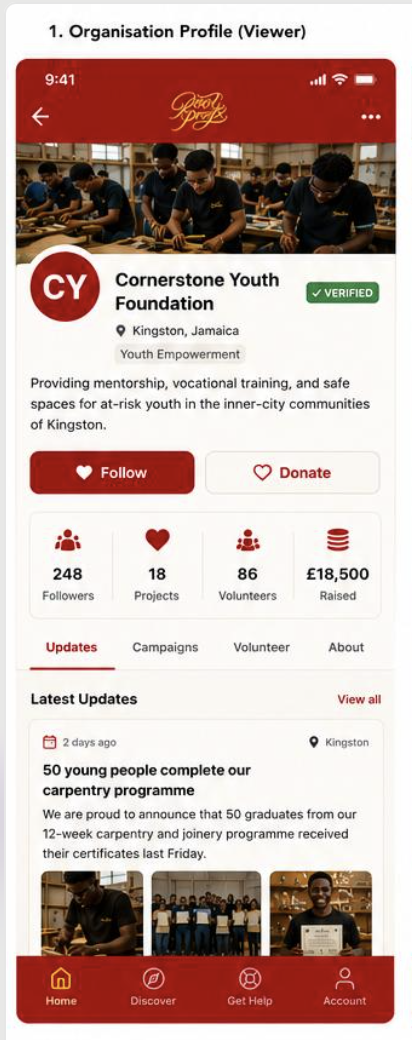 1. Organisation Profile (Viewer)
9:41
CY
Cornerstone Youth
Foundation
✓ VERIFIED
Kingston, Jamaica
Youth Empowerment
Providing mentorship, vocational training, and safe
spaces for at-risk youth in the inner-city communities
of Kingston.
Follow
Donate
248
Followers
18
Projects
86
Volunteers
£18,500
Raised
Updates
Campaigns
Volunteer
About
Latest Updates
View all
2 days ago
Kingston
50 young people complete our
carpentry programme
We are proud to announce that 50 graduates from our
12-week carpentry and joinery programme received
their certificates last Friday.
Home
Discover
Get Help
Account